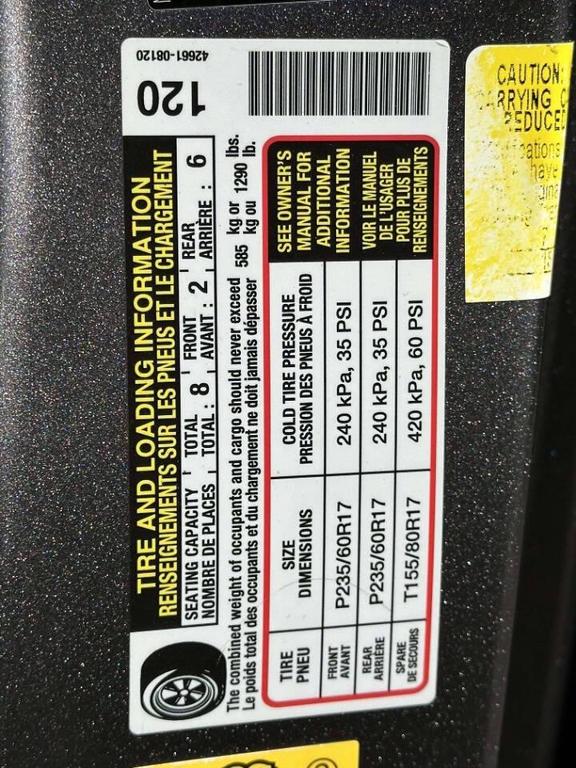 TIRE AND LOADING INFORMATION
RENSEIGNEMENTS SUR LES PNEUS ET LE CHARGEMENT
SEATING CAPACITY TOTAL FRONT REAR
NOMBRE DE PLACES TOTAL : 8 AVANT : 2 ARRIÈRE : 6
The combined weight of occupants and cargo should never exceed 585 kg or 1290 lbs.
Le poids total des occupants et du chargement ne doit jamais dépasser kg ou lb.
TIRE SIZE COLD TIRE PRESSURE
PNEU DIMENSIONS PRESSION DES PNEUS À FROID
FRONT
AVANT P235/60R17 240 kPa, 35 PSI
REAR
ARRIÈRE P235/60R17 240 kPa, 35 PSI
SPARE
DE SECOURS T155/80R17 420 kPa, 60 PSI
SEE OWNER'S
MANUAL FOR
ADDITIONAL
INFORMATION
VOIR LE MANUEL
DE L'USAGER
POUR PLUS DE
RENSEIGNEMENTS
120
42661-08120
CAUTION:
ARRYING C
REDUCED
have